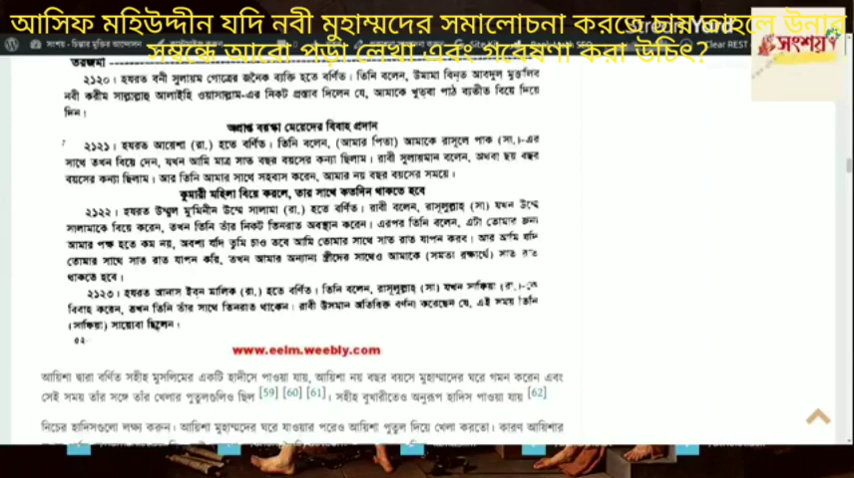 আসিফ মহিউদ্দীন যদি নবী মুহাম্মদের সমালোচনা করতে চায় তাহলে উনার
সম্বন্ধে আরো পড়া লেখা এবং গবেষণা করা উচিৎ?
সংশয় - চিন্তার মুক্তির আন্দোলন
Clear REST
সংশয়
তরজমা
২১২০। হযরত বনী সুলায়ম গোত্রের জনৈক ব্যক্তি হতে বর্ণিত। তিনি বলেন, উমামা বিন্‌ত আবদুল মুত্তালিব
নবী করীম সাল্লাল্লাহু আলাইহি ওয়াসাল্লাম-এর নিকট প্রস্তাব দিলেন যে, আমাকে খুত্‌বা পাঠ ব্যতীত বিয়ে দিয়ে
দিন।
অপ্রাপ্ত বয়স্কা মেয়েদের বিবাহ প্রদান
২১২১। হযরত আয়েশা (রা.) হতে বর্ণিত। তিনি বলেন, (আমার পিতা) আমাকে রাসূলে পাক (সা.)-এর
সাথে তখন বিয়ে দেন, যখন আমি মাত্র সাত বছর বয়সের কন্যা ছিলাম। রাবী সুলায়মান বলেন, অথবা ছয় বছর
বয়সের কন্যা ছিলাম। আর তিনি আমার সাথে সহবাস করেন, আমার নয় বছর বয়সের সময়ে।
কুমারী মহিলা বিয়ে করলে, তার সাথে কতদিন থাকতে হবে
২১২২। হযরত উম্মুল মু'মিনীন উম্মে সালামা (রা.) হতে বর্ণিত। রাবী বলেন, রাসূলুল্লাহ (সা) যখন উম্মে
সালামাকে বিয়ে করেন, তখন তিনি তাঁর নিকট তিনরাত অবস্থান করেন। এরপর তিনি বলেন, এটা তোমার জন্য
আমার পক্ষ হতে কম নয়, অবশ্য যদি তুমি চাও তবে আমি তোমার সাথে সাত রাত যাপন করব। আর আমি যদি
তোমার সাথে সাত রাত যাপন করি, তখন আমার অন্যান্য স্ত্রীদের সাথেও আমাকে (সমতা রক্ষার্থে) সাত রাত
থাকতে হবে।
২১২৩। হযরত আনাস ইবন মালিক (রা.) হতে বর্ণিত। তিনি বলেন, রাসূলুল্লাহ (সা) যখন সাফিয়া (রা.)-কে
বিবাহ করেন, তখন তিনি তাঁর সাথে তিনরাত থাকেন। রাবী উসমান অতিরিক্ত বর্ণনা করেছেন যে, এই সময় তিনি
(সাফিয়া) সায়্যেবা ছিলেন।
৫২
www.eelm.weebly.com
আয়িশা দ্বারা বর্ণিত সহীহ মুসলিমের একটি হাদীসে পাওয়া যায়, আয়িশা নয় বছর বয়সে মুহাম্মাদের ঘরে গমন করেন এবং
সেই সময় তাঁর সঙ্গে তাঁর খেলার পুতুলগুলিও ছিল [59] [60] [61]। সহীহ বুখারীতেও অনুরূপ হাদিস পাওয়া যায় [62]
নিচের হাদিসগুলো লক্ষ্য করুন। আয়িশা মুহাম্মদের ঘরে যাওয়ার পরেও আয়িশা পুতুল দিয়ে খেলা করতো। কারণ আয়িশার